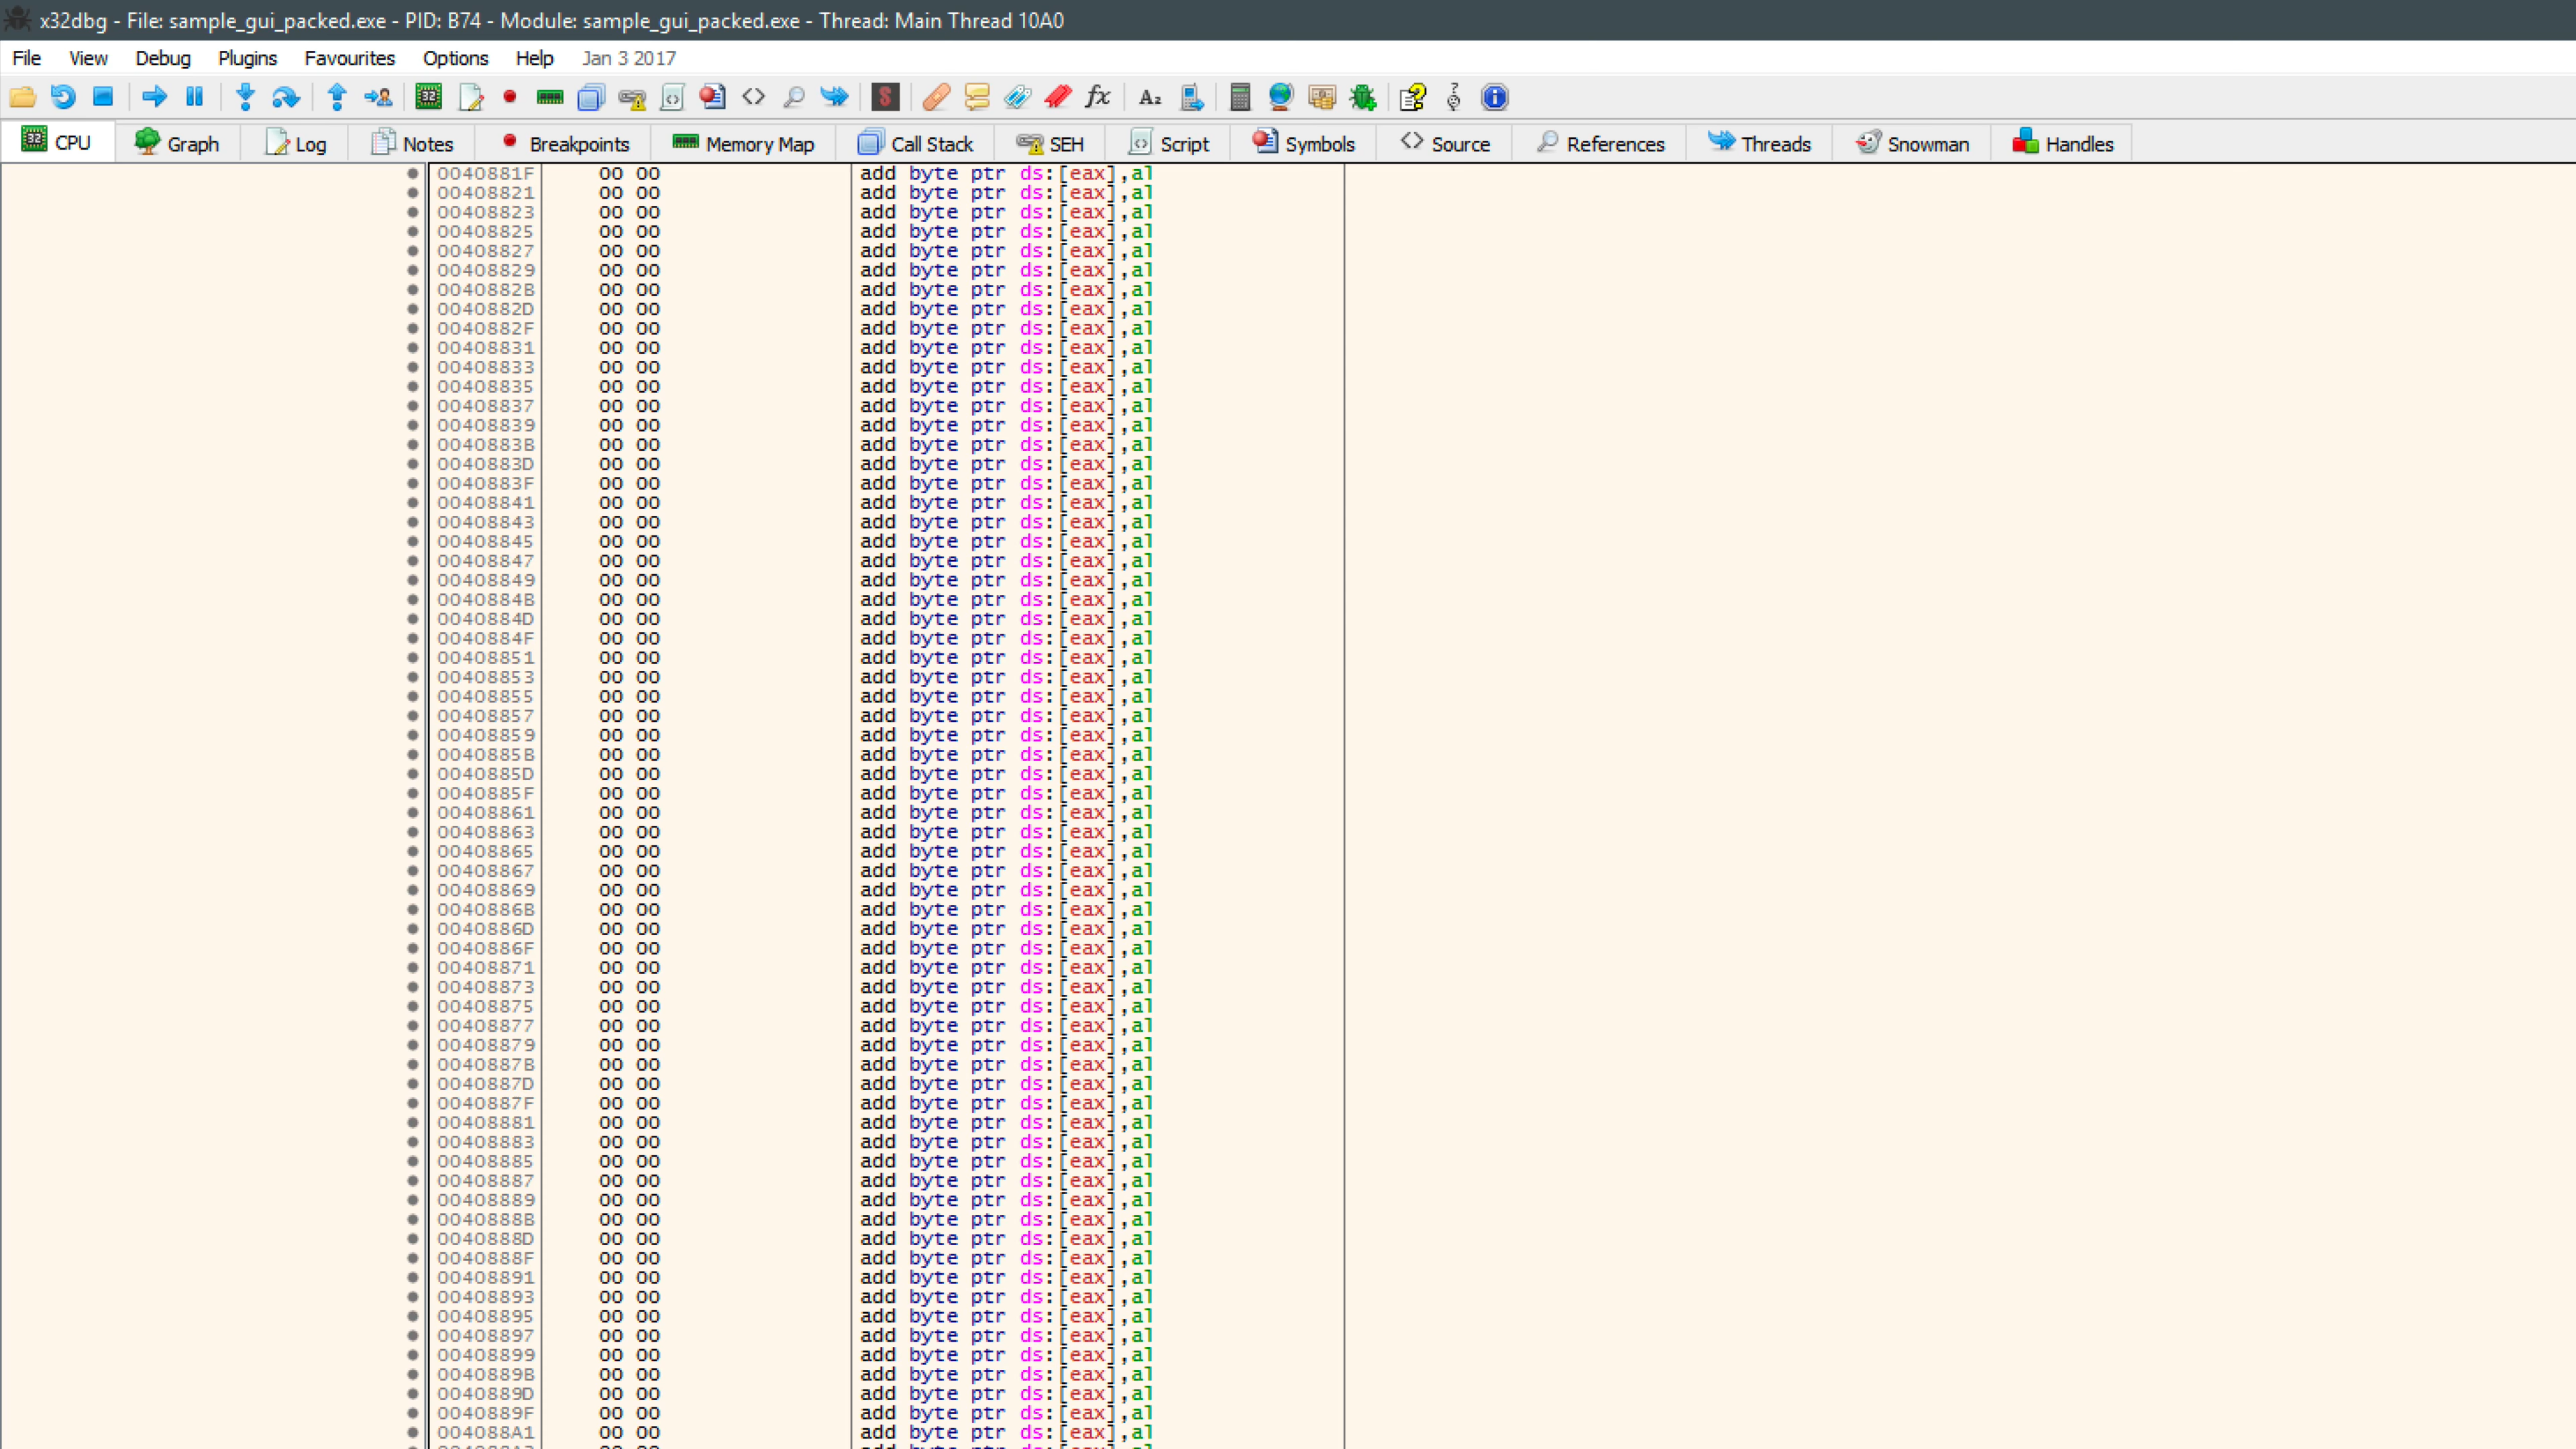 x32dbg - File: sample_gui_packed.exe - PID: B74 - Module: sample_gui_packed.exe - Thread: Main Thread 10A0
File View Debug Plugins Favourites Options Help Jan 3 2017
32 $ fx A2
32 CPU Graph Log Notes Breakpoints Memory Map Call Stack SEH Script Symbols <> Source References Threads Snowman Handles
0040881F 00 00 add byte ptr ds:[eax],al
00408821 00 00 add byte ptr ds:[eax],al
00408823 00 00 add byte ptr ds:[eax],al
00408825 00 00 add byte ptr ds:[eax],al
00408827 00 00 add byte ptr ds:[eax],al
00408829 00 00 add byte ptr ds:[eax],al
0040882B 00 00 add byte ptr ds:[eax],al
0040882D 00 00 add byte ptr ds:[eax],al
0040882F 00 00 add byte ptr ds:[eax],al
00408831 00 00 add byte ptr ds:[eax],al
00408833 00 00 add byte ptr ds:[eax],al
00408835 00 00 add byte ptr ds:[eax],al
00408837 00 00 add byte ptr ds:[eax],al
00408839 00 00 add byte ptr ds:[eax],al
0040883B 00 00 add byte ptr ds:[eax],al
0040883D 00 00 add byte ptr ds:[eax],al
0040883F 00 00 add byte ptr ds:[eax],al
00408841 00 00 add byte ptr ds:[eax],al
00408843 00 00 add byte ptr ds:[eax],al
00408845 00 00 add byte ptr ds:[eax],al
00408847 00 00 add byte ptr ds:[eax],al
00408849 00 00 add byte ptr ds:[eax],al
0040884B 00 00 add byte ptr ds:[eax],al
0040884D 00 00 add byte ptr ds:[eax],al
0040884F 00 00 add byte ptr ds:[eax],al
00408851 00 00 add byte ptr ds:[eax],al
00408853 00 00 add byte ptr ds:[eax],al
00408855 00 00 add byte ptr ds:[eax],al
00408857 00 00 add byte ptr ds:[eax],al
00408859 00 00 add byte ptr ds:[eax],al
0040885B 00 00 add byte ptr ds:[eax],al
0040885D 00 00 add byte ptr ds:[eax],al
0040885F 00 00 add byte ptr ds:[eax],al
00408861 00 00 add byte ptr ds:[eax],al
00408863 00 00 add byte ptr ds:[eax],al
00408865 00 00 add byte ptr ds:[eax],al
00408867 00 00 add byte ptr ds:[eax],al
00408869 00 00 add byte ptr ds:[eax],al
0040886B 00 00 add byte ptr ds:[eax],al
0040886D 00 00 add byte ptr ds:[eax],al
0040886F 00 00 add byte ptr ds:[eax],al
00408871 00 00 add byte ptr ds:[eax],al
00408873 00 00 add byte ptr ds:[eax],al
00408875 00 00 add byte ptr ds:[eax],al
00408877 00 00 add byte ptr ds:[eax],al
00408879 00 00 add byte ptr ds:[eax],al
0040887B 00 00 add byte ptr ds:[eax],al
0040887D 00 00 add byte ptr ds:[eax],al
0040887F 00 00 add byte ptr ds:[eax],al
00408881 00 00 add byte ptr ds:[eax],al
00408883 00 00 add byte ptr ds:[eax],al
00408885 00 00 add byte ptr ds:[eax],al
00408887 00 00 add byte ptr ds:[eax],al
00408889 00 00 add byte ptr ds:[eax],al
0040888B 00 00 add byte ptr ds:[eax],al
0040888D 00 00 add byte ptr ds:[eax],al
0040888F 00 00 add byte ptr ds:[eax],al
00408891 00 00 add byte ptr ds:[eax],al
00408893 00 00 add byte ptr ds:[eax],al
00408895 00 00 add byte ptr ds:[eax],al
00408897 00 00 add byte ptr ds:[eax],al
00408899 00 00 add byte ptr ds:[eax],al
0040889B 00 00 add byte ptr ds:[eax],al
0040889D 00 00 add byte ptr ds:[eax],al
0040889F 00 00 add byte ptr ds:[eax],al
004088A1 00 00 add byte ptr ds:[eax],al